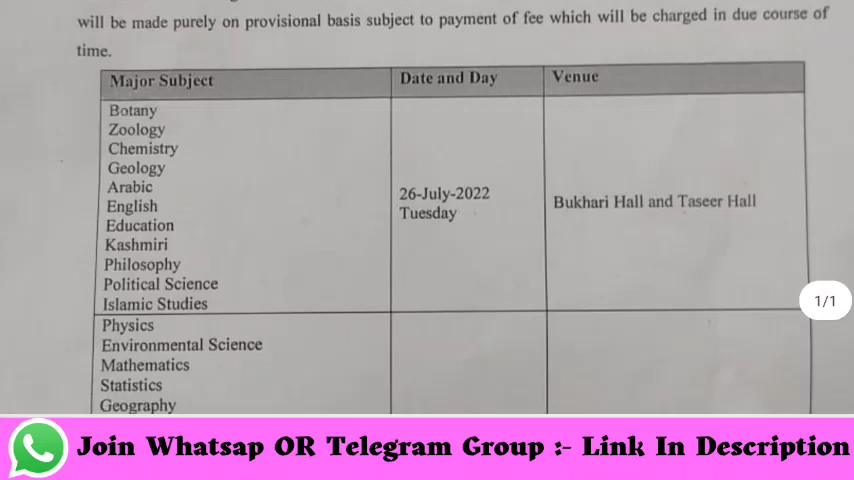 will be made purely on provisional basis subject to payment of fee which will be charged in due course of
time.
Major Subject
Date and Day
Venue
Botany
Zoology
Chemistry
Geology
Arabic
English
Education
Kashmiri
Philosophy
Political Science
Islamic Studies
26-July-2022
Tuesday
Bukhari Hall and Taseer Hall
Physics
Environmental Science
Mathematics
Statistics
Geography
1/1
Join Whatsap OR Telegram Group :- Link In Description